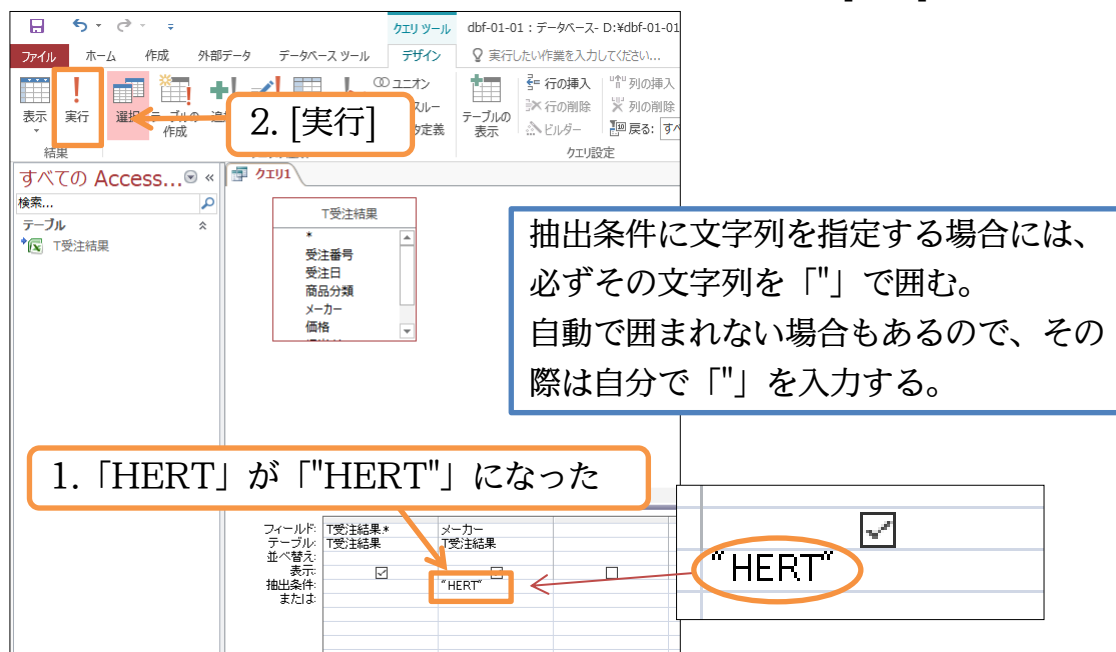 クエリ ツール
dbf-01-01 : データベース- D:¥dbf-01-01
ファイル ホーム 作成 外部データ データベース ツール デザイン 実行したい作業を入力してください...
ユニオン
行の挿入 列の挿入
行の削除 列の削除
ビルダー 戻る: すべ
表示 実行 選択 テーブルの
作成
テーブルの
表示
結果 クエリ設定
2. [実行]
すべての Access... «
検索...
テーブル
T受注結果
クエリ1
T受注結果
*
受注番号
受注日
商品分類
メーカー
価格
抽出条件に文字列を指定する場合には、
必ずその文字列を「"」で囲む。
自動で囲まれない場合もあるので、その
際は自分で「"」を入力する。
1.「HERT」が「"HERT"」になった
フィールド: T受注結果.* メーカー
テーブル: T受注結果 T受注結果
並べ替え:
表示:
抽出条件: "HERT"
または:
"HERT"